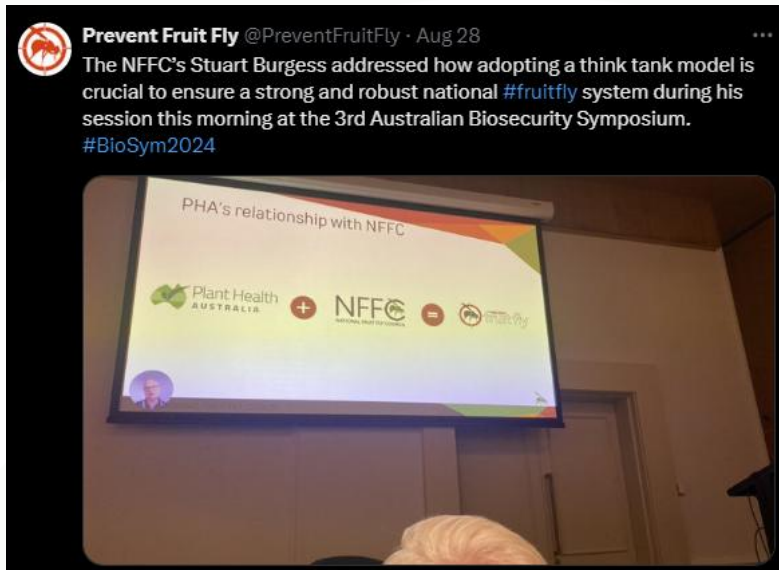 Prevent Fruit Fly @PreventFruitFly · Aug 28
The NFFC's Stuart Burgess addressed how adopting a think tank model is
crucial to ensure a strong and robust national #fruitfly system during his
session this morning at the 3rd Australian Biosecurity Symposium.
#BioSym2024
PHA's relationship with NFFC
Plant Health
AUSTRALIA
+
NFFC
NATIONAL FRUIT FLY COUNCIL
=
fruit fly